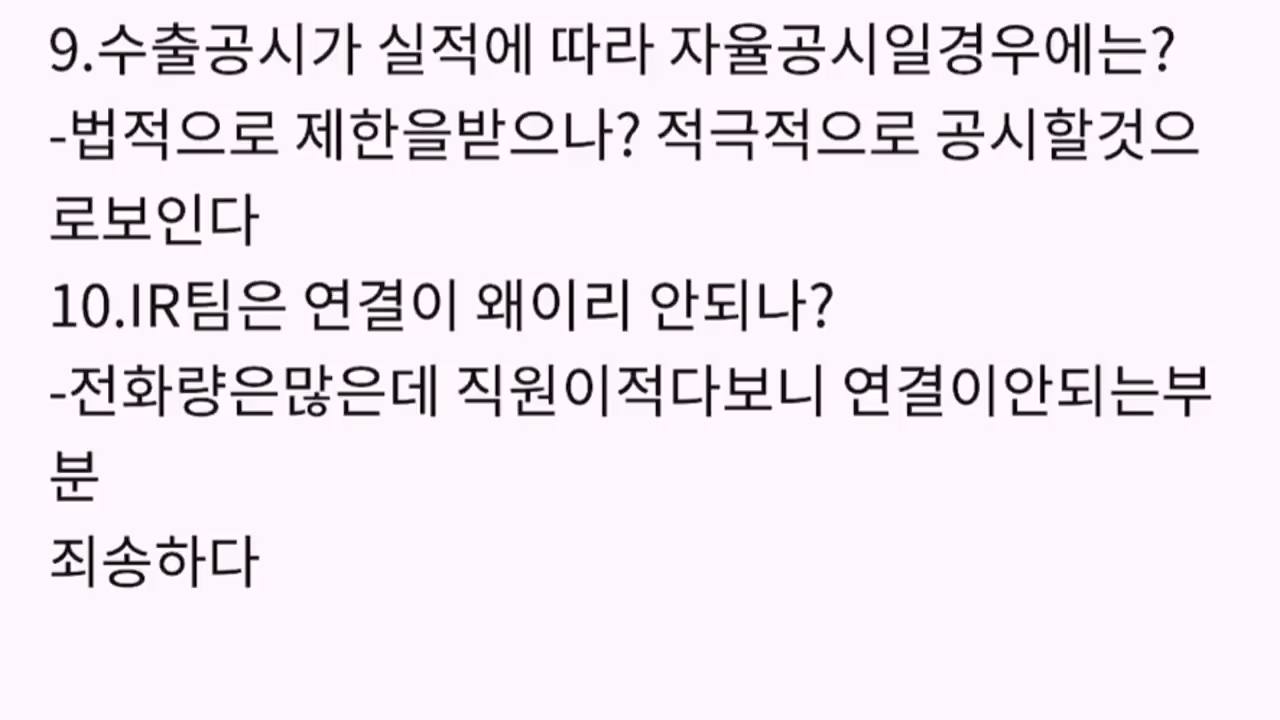 9.수출공시가 실적에 따라 자율공시일경우에는?
-법적으로 제한을받으나? 적극적으로 공시할것으
로보인다
10.IR팀은 연결이 왜이리 안되나?
-전화량은많은데 직원이적다보니 연결이안되는부
분
죄송하다